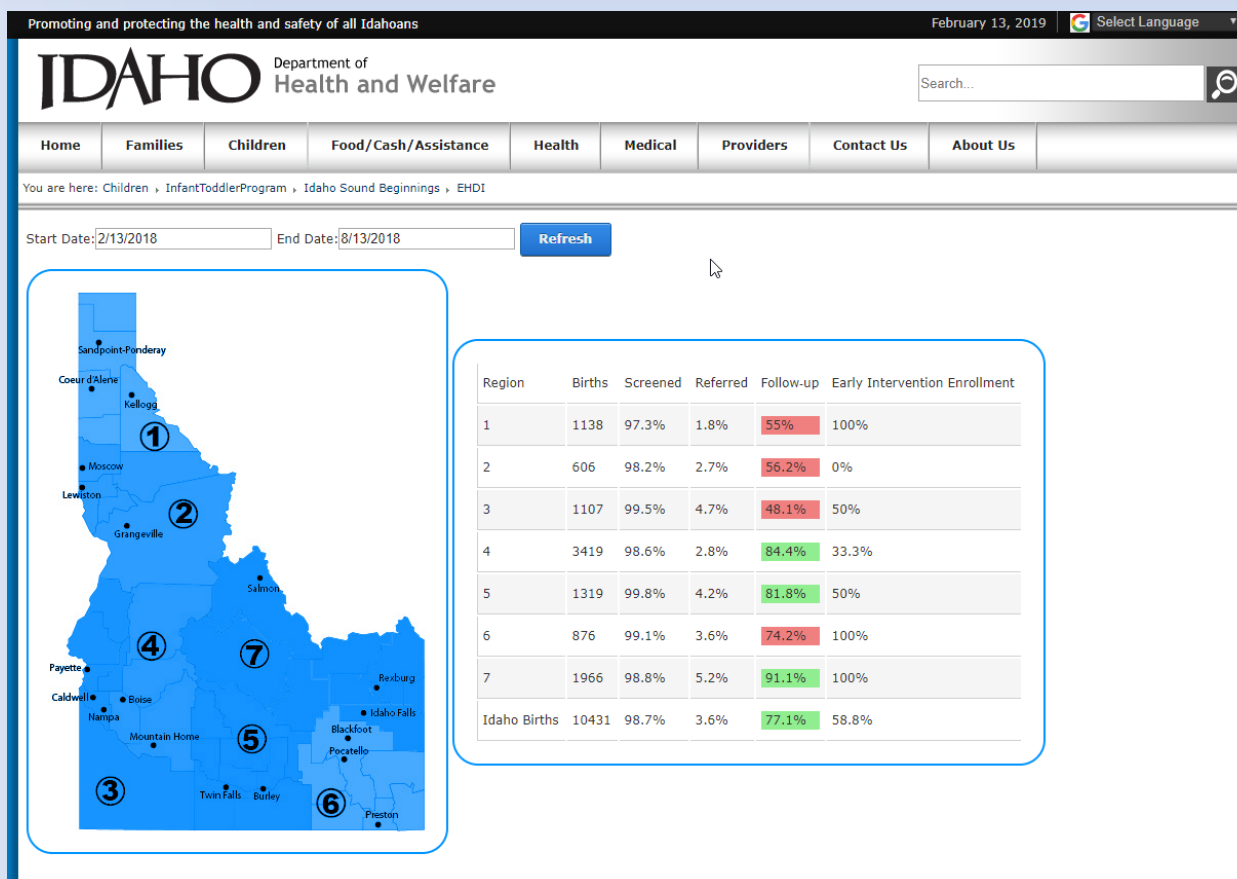 Promoting and protecting the health and safety of all Idahoans February 13, 2019 G Select Language
IDAHO Department of Health and Welfare
Search...
Home Families Children Food/Cash/Assistance Health Medical Providers Contact Us About Us
You are here: Children InfantToddlerProgram Idaho Sound Beginnings EHDI
Start Date: 2/13/2018 End Date: 8/13/2018 Refresh
Sandpoint-Ponderay
Coeur d'Alene
Kellogg
1
Moscow
Lewiston
2
Grangeville
Salmon
4
7
Payette
Rexburg
Caldwell
Boise
Nampa
Idaho Falls
Mountain Home
5
Blackfoot
Pocatello
3
Twin Falls
Burley
6
Preston
Region Births Screened Referred Follow-up Early Intervention Enrollment
1 1138 97.3% 1.8% 55% 100%
2 606 98.2% 2.7% 56.2% 0%
3 1107 99.5% 4.7% 48.1% 50%
4 3419 98.6% 2.8% 84.4% 33.3%
5 1319 99.8% 4.2% 81.8% 50%
6 876 99.1% 3.6% 74.2% 100%
7 1966 98.8% 5.2% 91.1% 100%
Idaho Births 10431 98.7% 3.6% 77.1% 58.8%